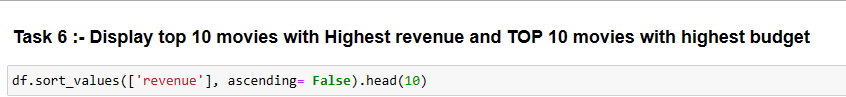 Task 6 :- Display top 10 movies with Highest revenue and TOP 10 movies with highest budget
df.sort_values(['revenue'], ascending= False).head(10)